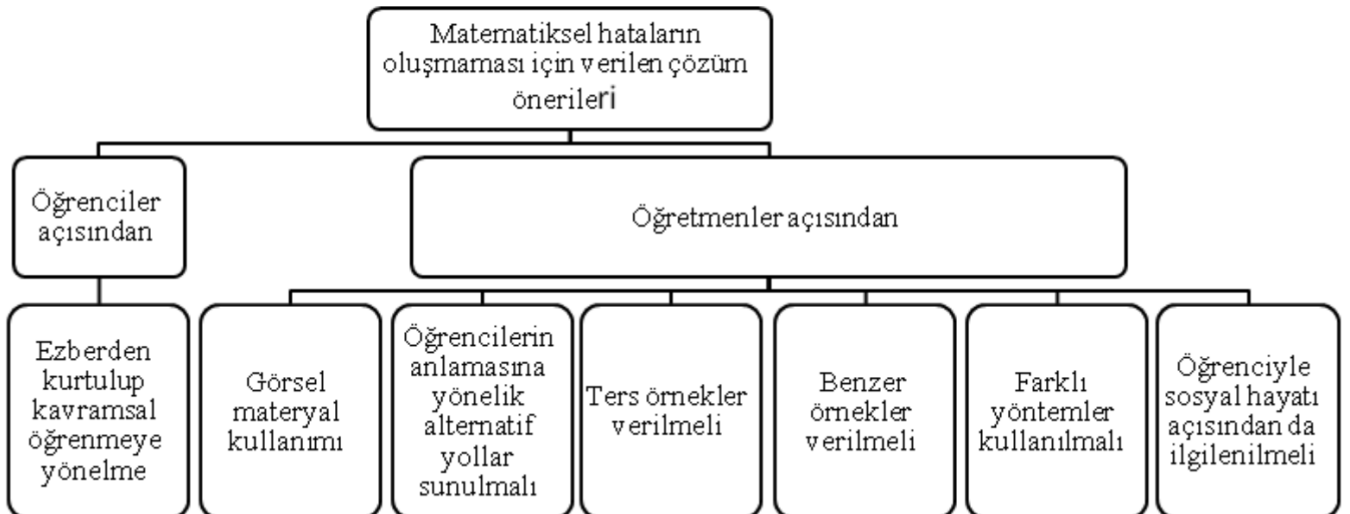 Matematiksel hataların
oluşmaması için verilen çözüm
önerileri
Öğrenciler
açısından
Öğretmenler açısından
Ezberden
kurtulup
kavramsal
öğrenmeye
yönelme
Görsel
materyal
kullanımı
Öğrencilerin
anlamasına
yönelik
alternatif
yollar
sunulmalı
Ters örnekler
verilmeli
Benzer
örnekler
verilmeli
Farklı
yöntemler
kullanılmalı
Öğrenciyle
sosyal hayatı
açısından da
ilgilenilmeli